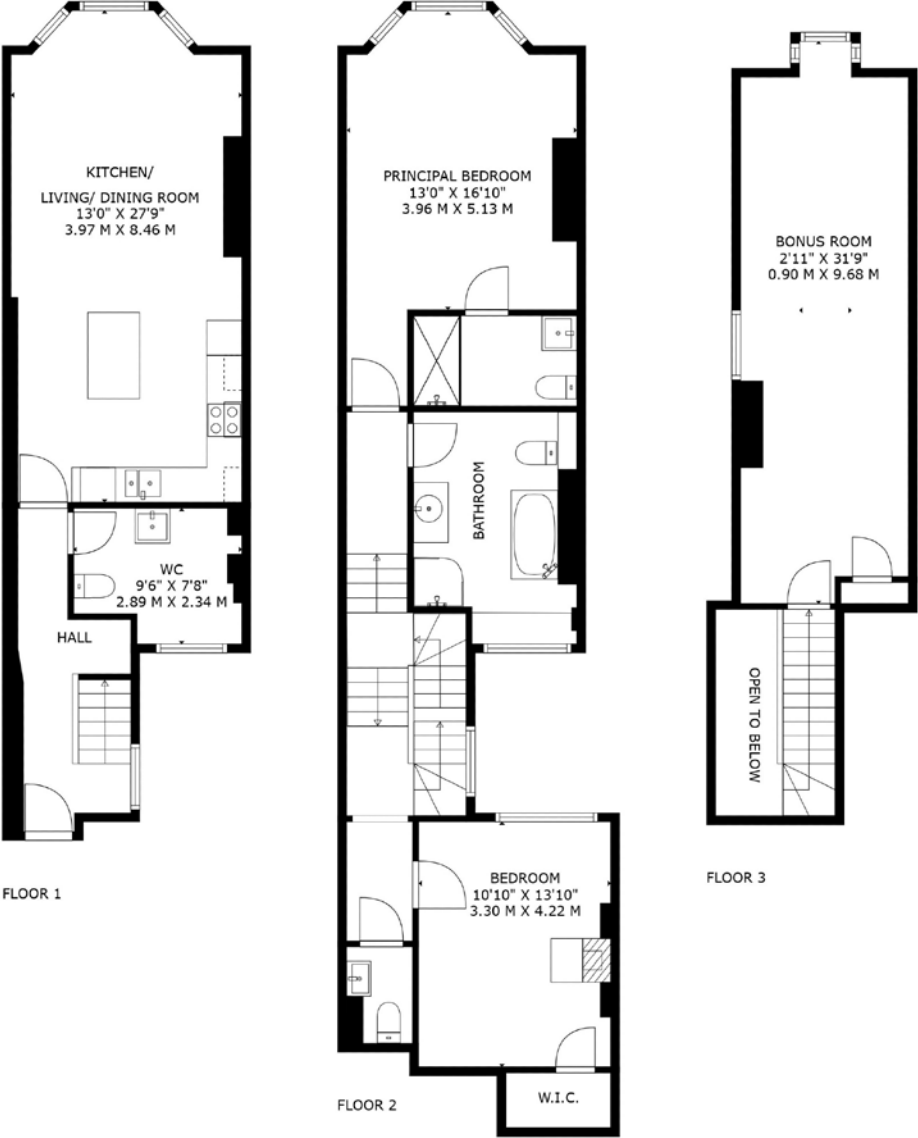 KITCHEN/
LIVING/ DINING ROOM
13'0" X 27'9"
3.97 M X 8.46 M
WC
9'6" X 7'8"
2.89 M X 2.34 M
HALL
FLOOR 1
PRINCIPAL BEDROOM
13'0" X 16'10"
3.96 M X 5.13 M
BATHROOM
BEDROOM
10'10" X 13'10"
3.30 M X 4.22 M
W.I.C.
FLOOR 2
BONUS ROOM
2'11" X 31'9"
0.90 M X 9.68 M
OPEN TO BELOW
FLOOR 3